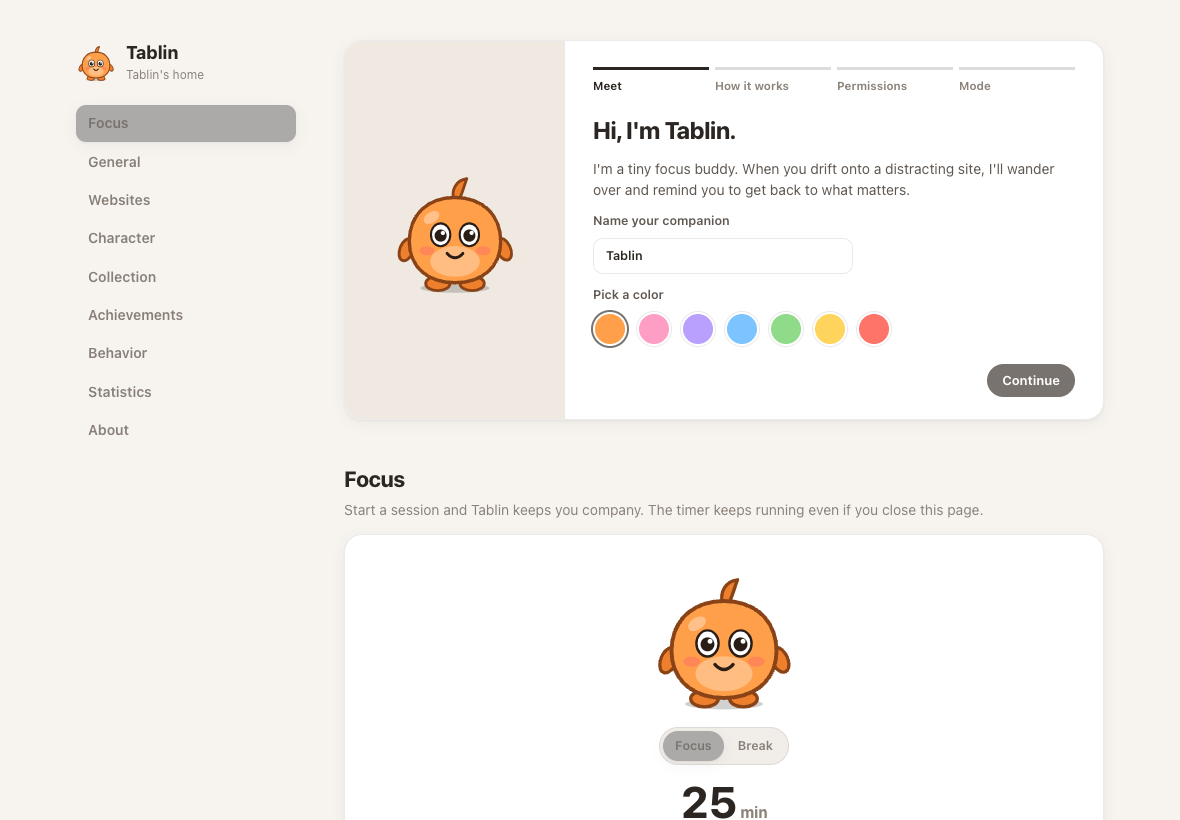 Tablin
Tablin's home
Focus
General
Websites
Character
Collection
Achievements
Behavior
Statistics
About
Meet
How it works
Permissions
Mode
Hi, I'm Tablin.
I'm a tiny focus buddy. When you drift onto a distracting site, I'll wander
over and remind you to get back to what matters.
Name your companion
Tablin
Pick a color
Continue
Focus
Start a session and Tablin keeps you company. The timer keeps running even if you close this page.
Focus
Break
25 min